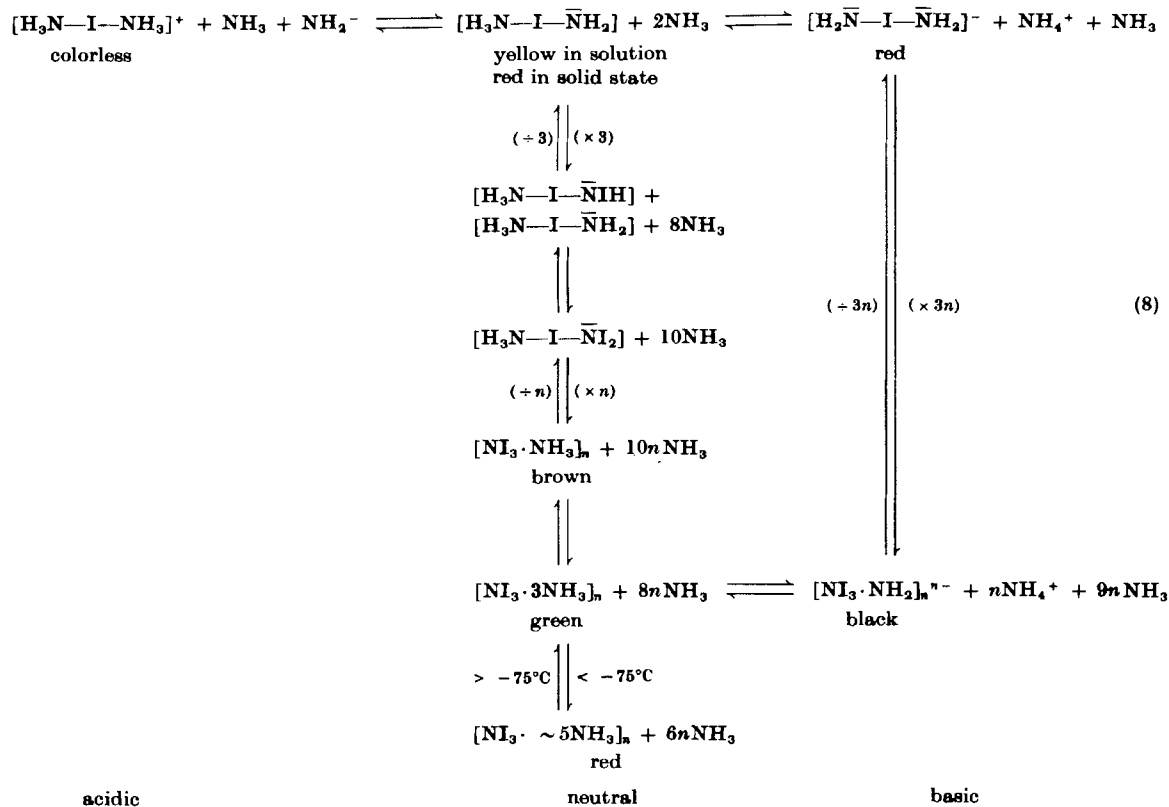 [H₃N—I—NH₃]⁺ + NH₃ + NH₂⁻ ⇌ [H₃N—I—N̅H₂] + 2NH₃ ⇌ [H₂N̅—I—N̅H₂]⁻ + NH₄⁺ + NH₃
colorless yellow in solution red
red in solid state
(÷3) (×3)
[H₃N—I—N̅IH] +
[H₃N—I—N̅H₂] + 8NH₃
(÷3n) (×3n) (8)
[H₃N—I—N̅I₂] + 10NH₃
(÷n) (×n)
[NI₃·NH₃]ₙ + 10nNH₃
brown
[NI₃·3NH₃]ₙ + 8nNH₃ ⇌ [NI₃·NH₂]ₙⁿ⁻ + nNH₄⁺ + 9nNH₃
green black
> −75°C < −75°C
[NI₃· ~5NH₃]ₙ + 6nNH₃
red
acidic neutral basic